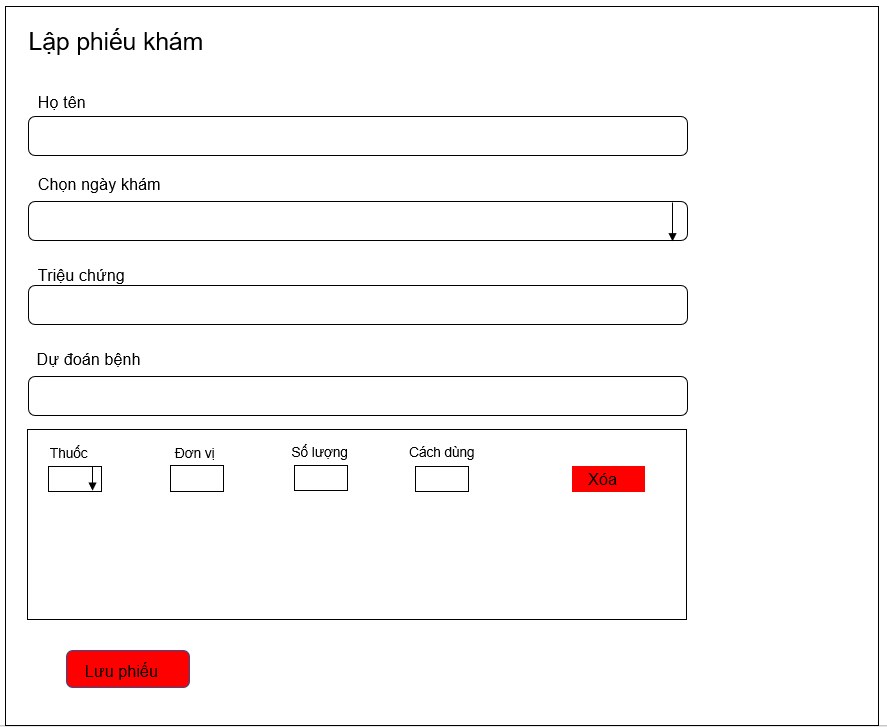 Lập phiếu khám
Họ tên
Chọn ngày khám
Triệu chứng
Dự đoán bệnh
Thuốc Đơn vị Số lượng Cách dùng
Xóa
Lưu phiếu